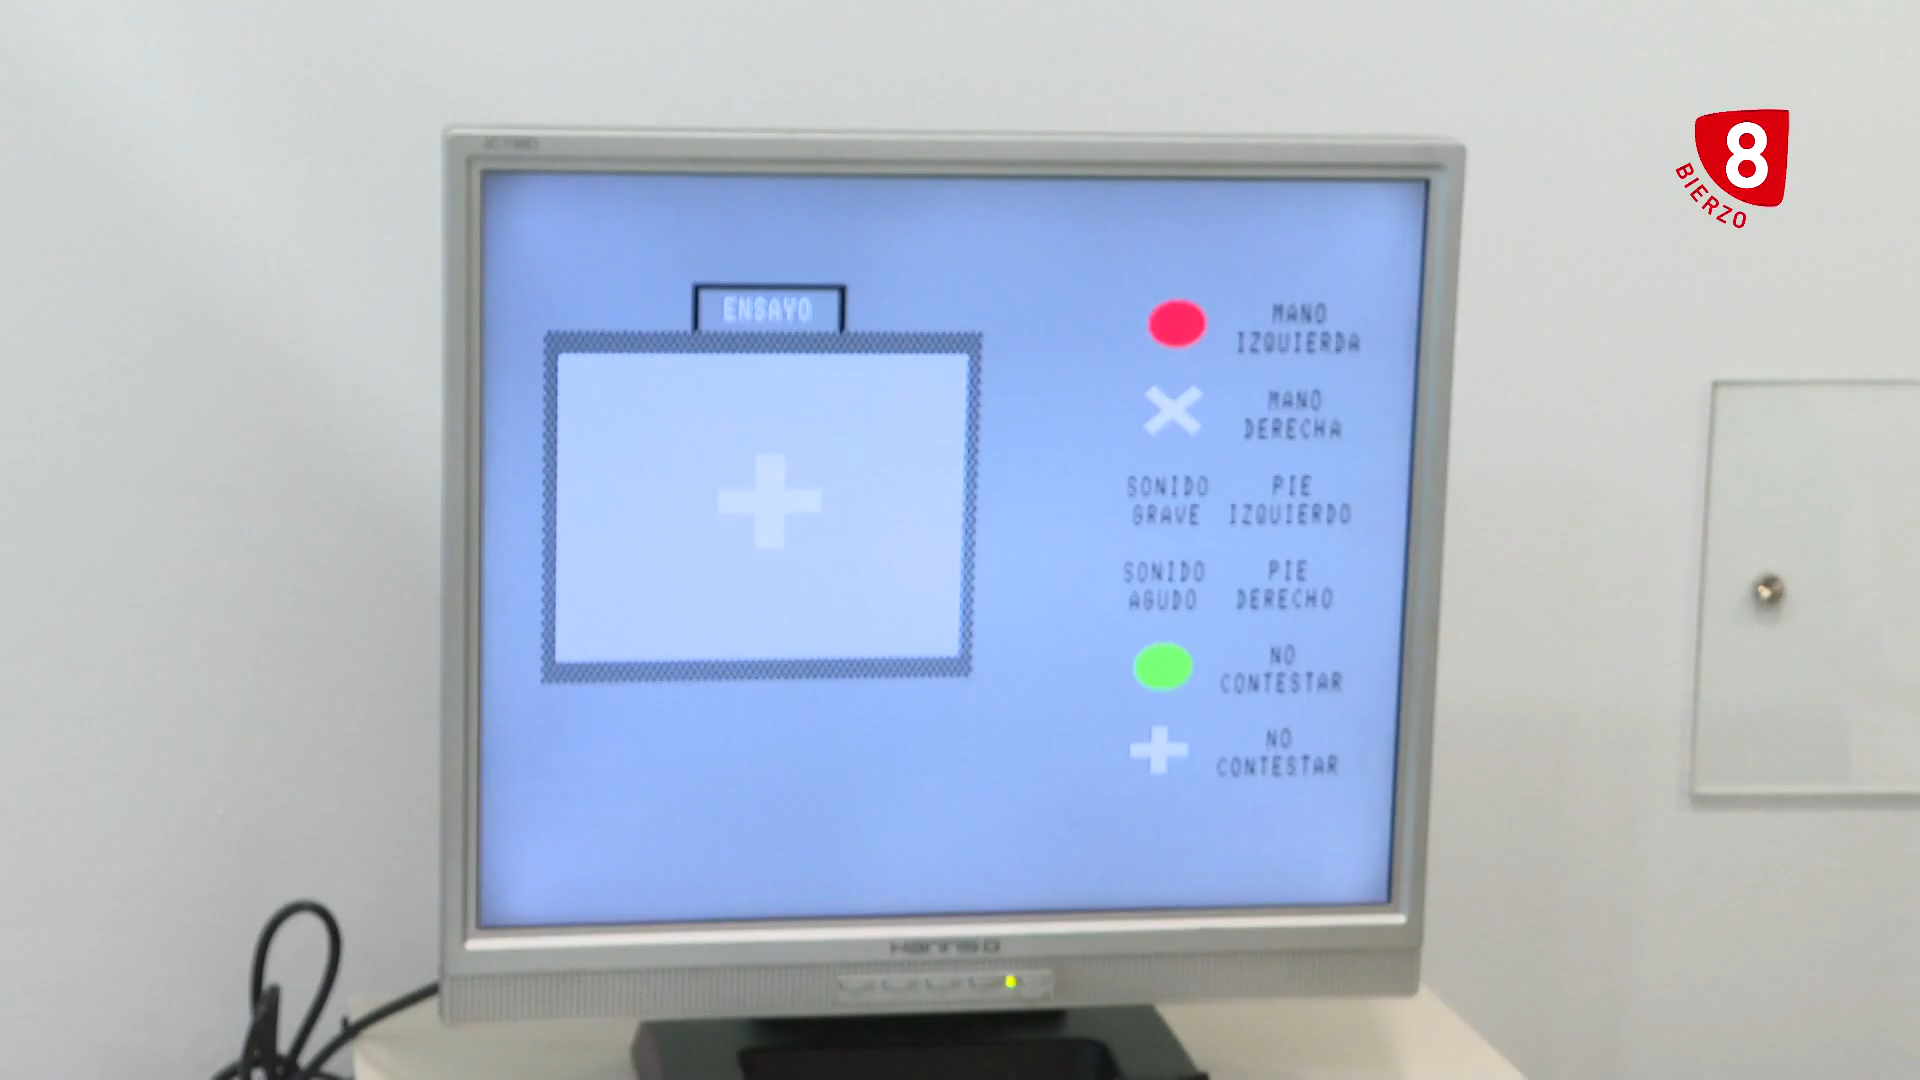 8
BIERZO
ENSAYO
MANO
IZQUIERDA
MANO
DERECHA
SONIDO
GRAVE
PIE
IZQUIERDO
SONIDO
AGUDO
PIE
DERECHO
NO
CONTESTAR
NO
CONTESTAR
HANNS.G